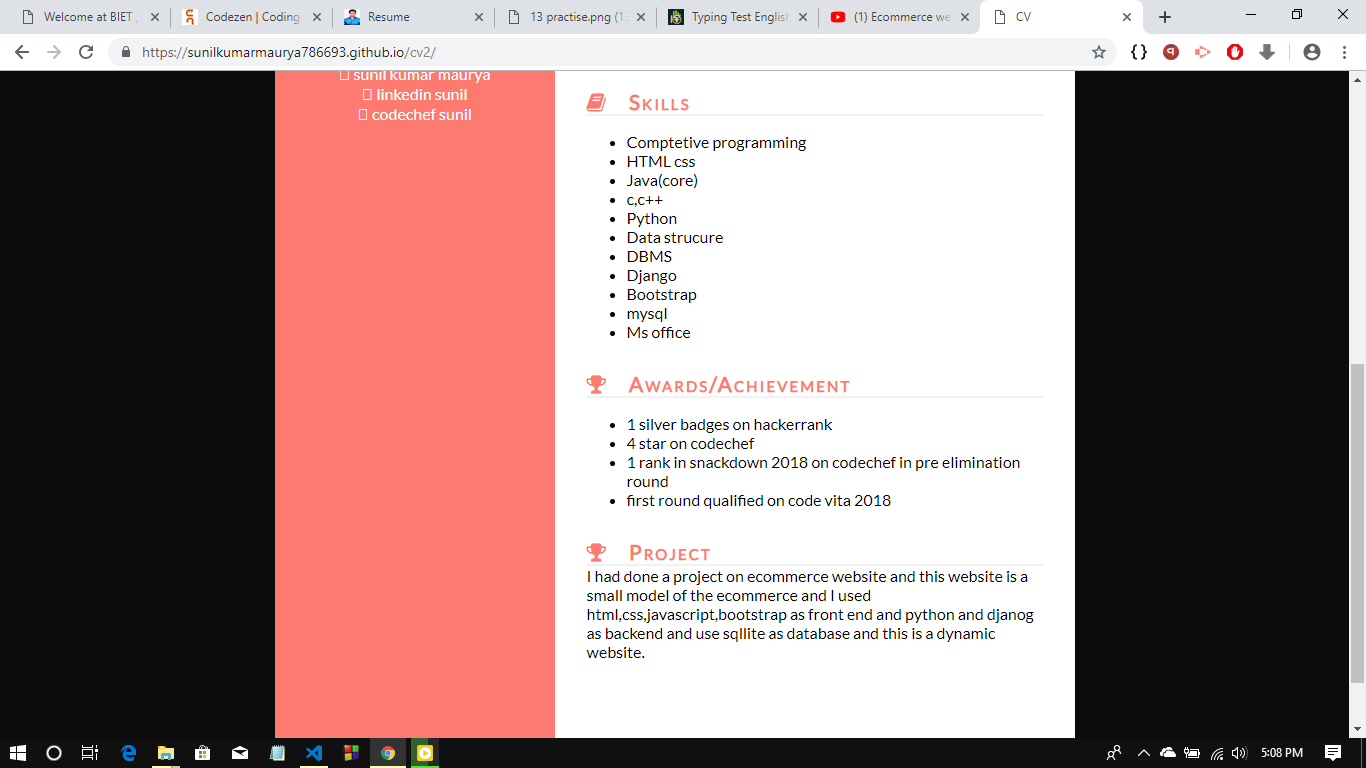 Welcome at BIET ,
Codezen | Coding
Resume
13 practise.png (13
Typing Test English
(1) Ecommerce we
CV
https://sunilkumarmaurya786693.github.io/cv2/
sunil kumar maurya
linkedin sunil
codechef sunil
Skills
Comptetive programming
HTML css
Java(core)
c,c++
Python
Data strucure
DBMS
Django
Bootstrap
mysql
Ms office
Awards/Achievement
1 silver badges on hackerrank
4 star on codechef
1 rank in snackdown 2018 on codechef in pre elimination
round
first round qualified on code vita 2018
Project
I had done a project on ecommerce website and this website is a
small model of the ecommerce and I used
html,css,javascript,bootstrap as front end and python and djanog
as backend and use sqllite as database and this is a dynamic
website.
5:08 PM